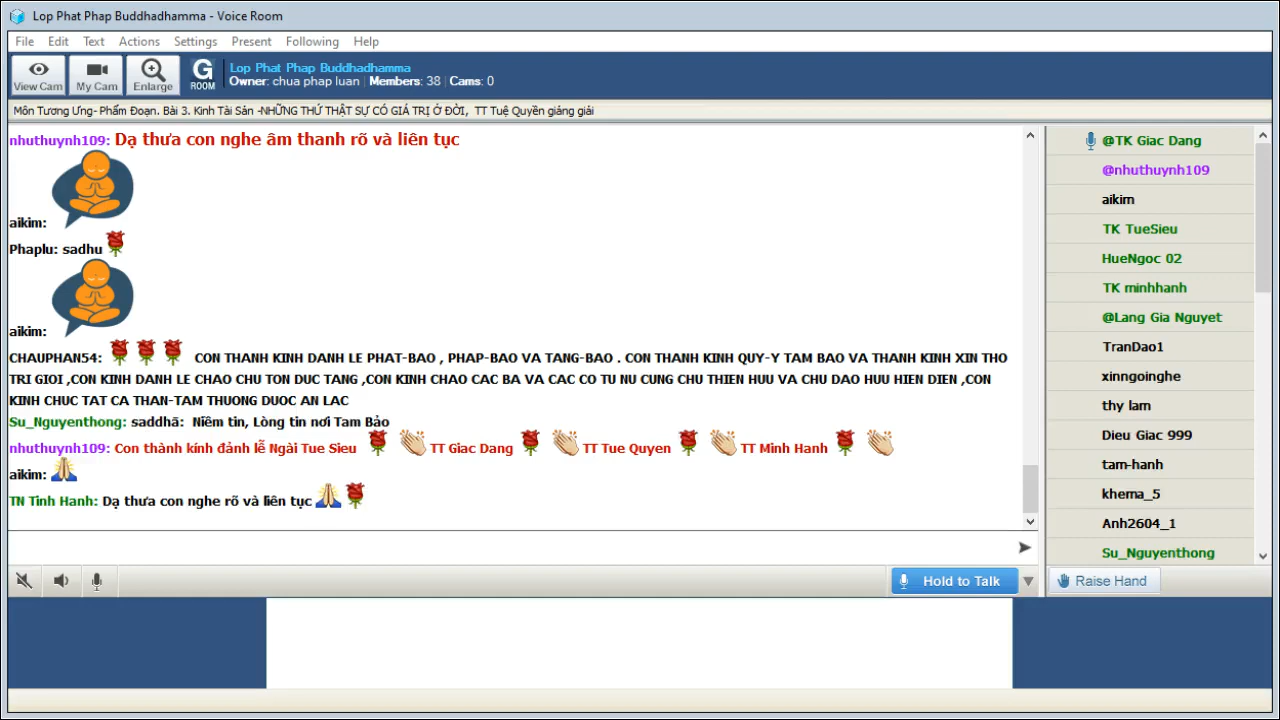 Lop Phat Phap Buddhadhamma - Voice Room
File Edit Text Actions Settings Present Following Help
View Cam My Cam Enlarge G ROOM
Lop Phat Phap Buddhadhamma
Owner: chua phap luan | Members: 38 | Cams: 0
Môn Tương Ưng- Phẩm Đoạn. Bài 3. Kinh Tài Sản -NHỮNG THỨ THẬT SỰ CÓ GIÁ TRỊ Ở ĐỜI, TT Tuệ Quyền giảng giải
nhuthuynh109: Dạ thưa con nghe âm thanh rõ và liên tục
aikim:
Phaplu: sadhu
aikim:
CHAUPHAN54: CON THANH KINH DANH LE PHAT-BAO , PHAP-BAO VA TANG-BAO . CON THANH KINH QUY-Y TAM BAO VA THANH KINH XIN THO
TRI GIOI ,CON KINH DANH LE CHAO CHU TON DUC TANG ,CON KINH CHAO CAC BA VA CAC CO TU NU CUNG CHU THIEN HUU VA CHU DAO HUU HIEN DIEN ,CON
KINH CHUC TAT CA THAN-TAM THUONG DUOC AN LAC
Su_Nguyenthong: saddhā: Niềm tin, Lòng tin nơi Tam Bảo
nhuthuynh109: Con thành kính đảnh lễ Ngài Tue Sieu TT Giac Dang TT Tue Quyen TT Minh Hanh
aikim:
TN Tinh Hanh: Dạ thưa con nghe rõ và liên tục
Hold to Talk
@TK Giac Dang
@nhuthuynh109
aikim
TK TueSieu
HueNgoc 02
TK minhhanh
@Lang Gia Nguyet
TranDao1
xinngoinghe
thy lam
Dieu Giac 999
tam-hanh
khema_5
Anh2604_1
Su_Nguyenthong
Raise Hand